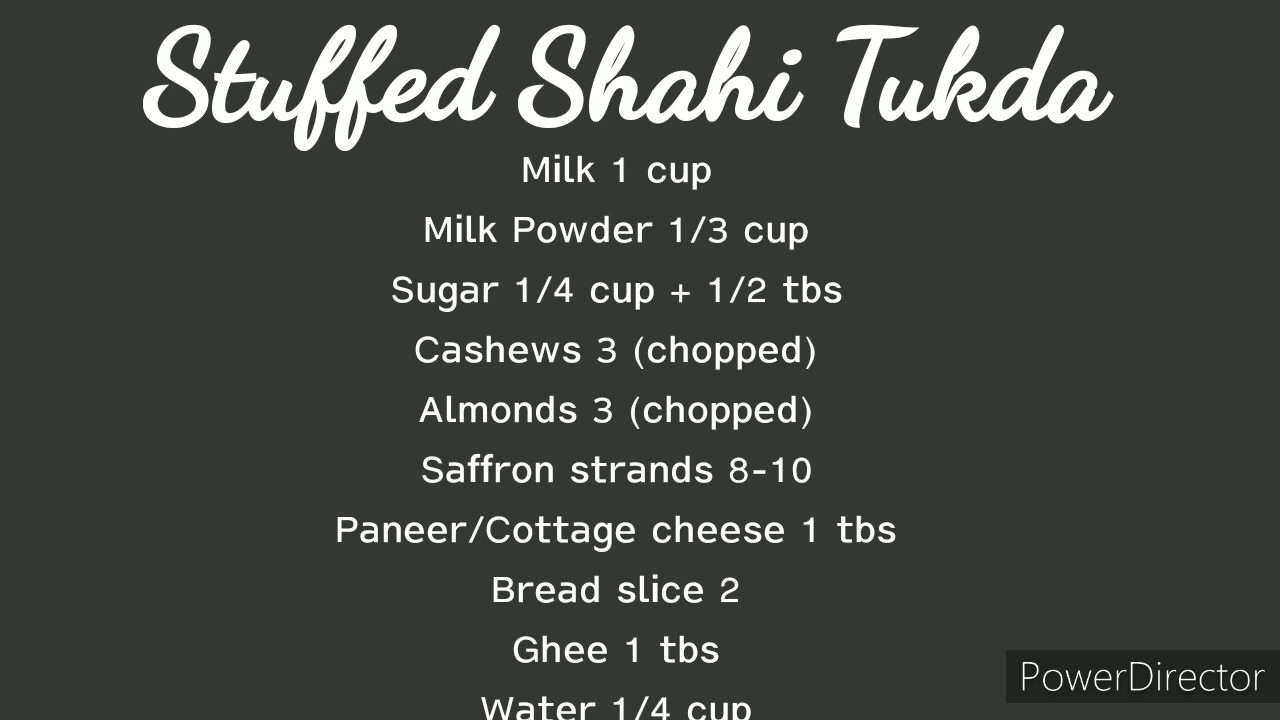 Stuffed Shahi Tukda
Milk 1 cup
Milk Powder 1/3 cup
Sugar 1/4 cup + 1/2 tbs
Cashews 3 (chopped)
Almonds 3 (chopped)
Saffron strands 8-10
Paneer/Cottage cheese 1 tbs
Bread slice 2
Ghee 1 tbs
Water 1/4 cup
PowerDirector